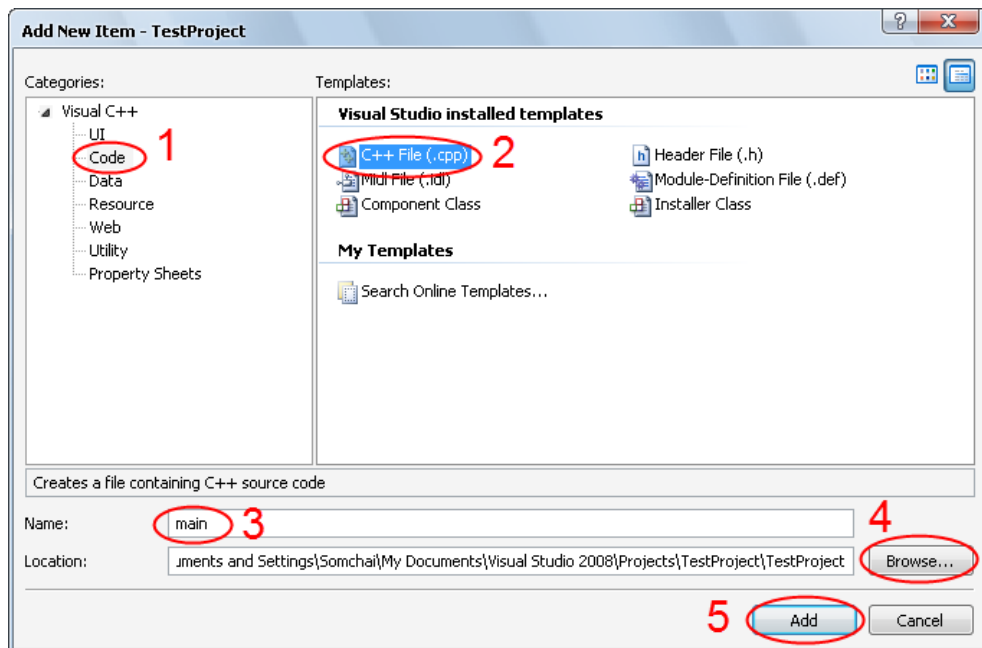 Add New Item - TestProject
Categories:
Templates:
Visual C++
UI
Code
1
Data
Resource
Web
Utility
Property Sheets
Visual Studio installed templates
C++ File (.cpp)
2
Header File (.h)
Midl File (.idl)
Module-Definition File (.def)
Component Class
Installer Class
My Templates
Search Online Templates...
Creates a file containing C++ source code
Name:
main
3
4
Location:
uments and Settings\Somchai\My Documents\Visual Studio 2008\Projects\TestProject\TestProject
Browse...
5
Add
Cancel